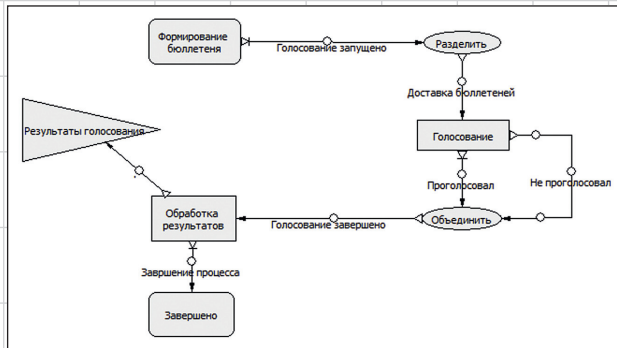 Формирование
бюллетеня
Голосование запущено
Разделить
Доставка бюллетеней
Результаты голосования
Голосование
Проголосовал
Не проголосовал
Обработка
результатов
Голосование завершено
Объединить
Завршение процесса
Завершено